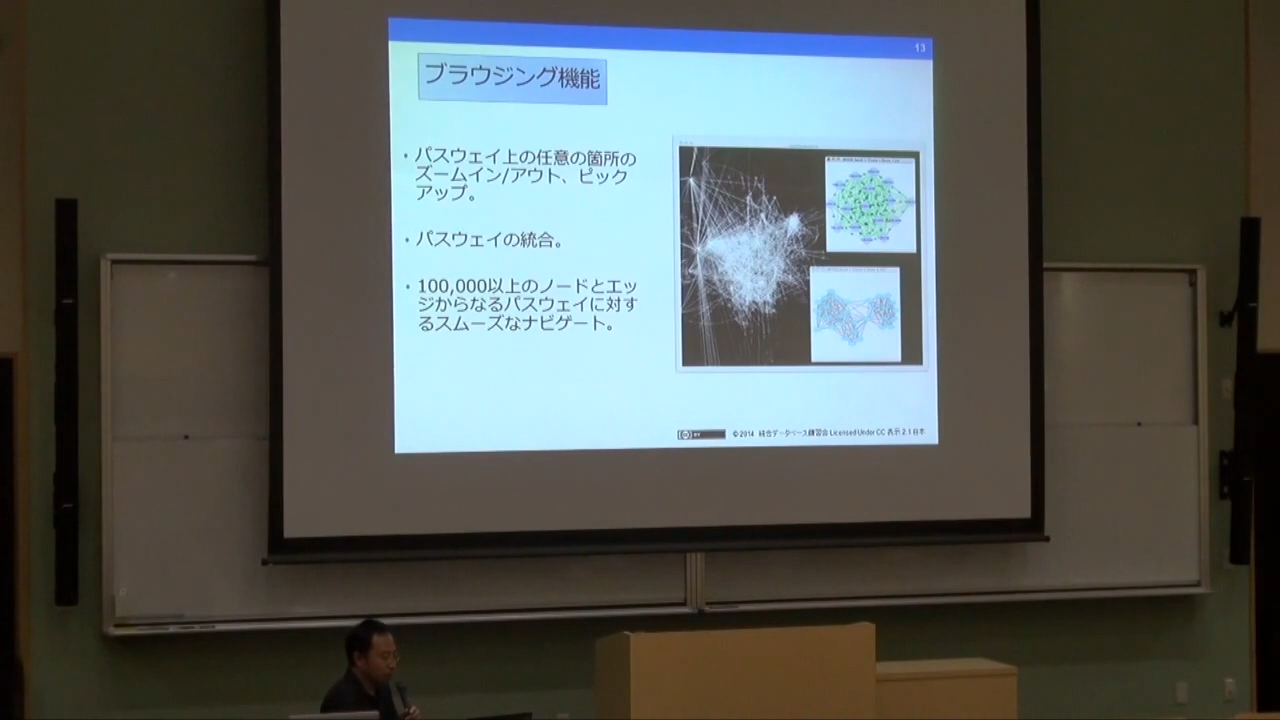 13
ブラウジング機能
・パスウェイ上の任意の箇所の
ズームイン/アウト、ピック
アップ。
・パスウェイの統合。
・100,000以上のノードとエッ
ジからなるパスウェイに対す
るスムーズなナビゲート。
© 2014 統合データベース講習会 Licensed Under CC 表示 2.1 日本